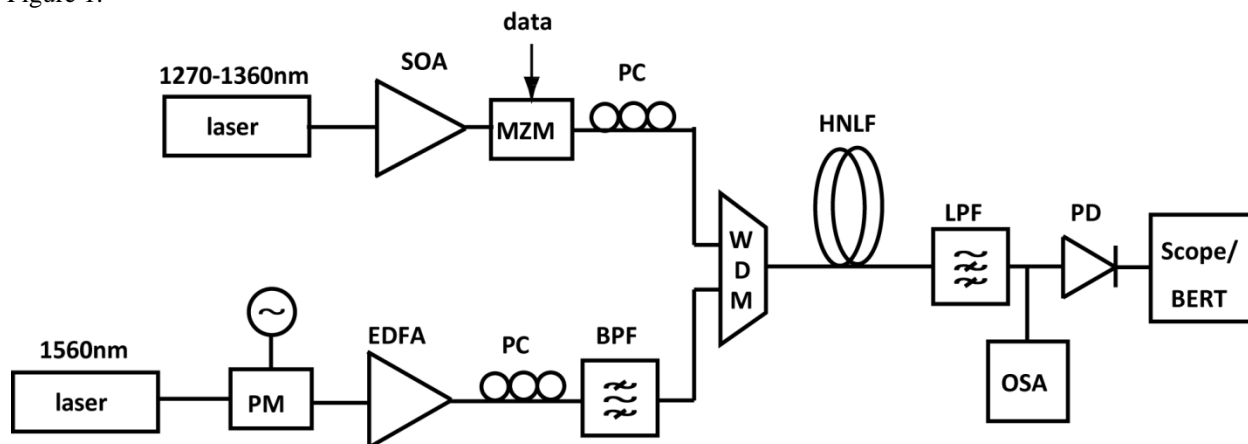 Figure 1.
data
SOA
PC
1270-1360nm
laser
MZM
HNLF
W
D
M
LPF
PD
Scope/
BERT
1560nm
laser
PM
EDFA
PC
BPF
OSA